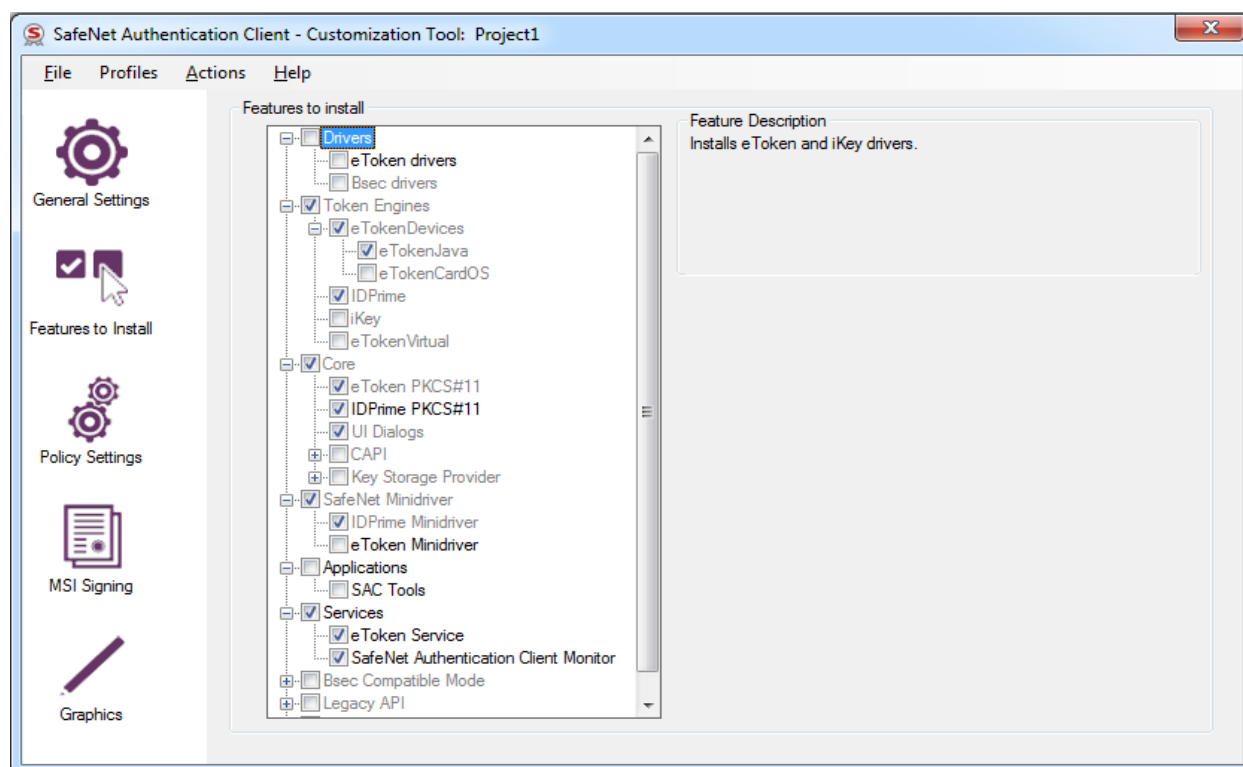 SafeNet Authentication Client - Customization Tool: Project1
File Profiles Actions Help
General Settings
Features to Install
Policy Settings
MSI Signing
Graphics
Features to install
Drivers
eToken drivers
Bsec drivers
Token Engines
eTokenDevices
eTokenJava
eTokenCardOS
IDPrime
iKey
eTokenVirtual
Core
eToken PKCS#11
IDPrime PKCS#11
UI Dialogs
CAPI
Key Storage Provider
SafeNet Minidriver
IDPrime Minidriver
eToken Minidriver
Applications
SAC Tools
Services
eToken Service
SafeNet Authentication Client Monitor
Bsec Compatible Mode
Legacy API
Feature Description
Installs eToken and iKey drivers.